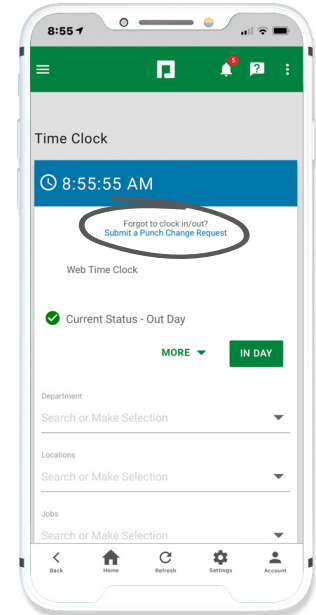 8:55
5
?
Time Clock
8:55:55 AM
Forgot to clock in/out?
Submit a Punch Change Request
Web Time Clock
Current Status - Out Day
MORE
IN DAY
Department
Search or Make Selection
Locations
Search or Make Selection
Jobs
Search or Make Selection
Back Home Refresh Settings Account